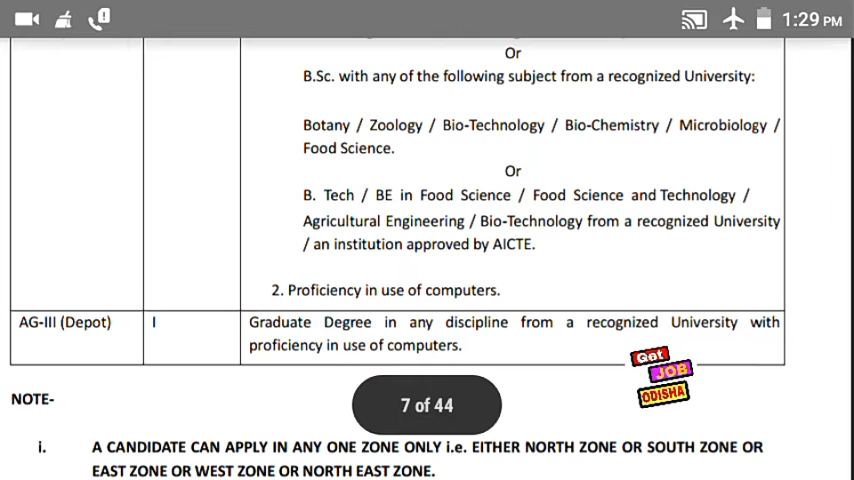 1:29 PM
Or
B.Sc. with any of the following subject from a recognized University:
Botany / Zoology / Bio-Technology / Bio-Chemistry / Microbiology /
Food Science.
Or
B. Tech / BE in Food Science / Food Science and Technology /
Agricultural Engineering / Bio-Technology from a recognized University
/ an institution approved by AICTE.
2. Proficiency in use of computers.
AG-III (Depot) I Graduate Degree in any discipline from a recognized University with
proficiency in use of computers.
Get
JOB
ODISHA
NOTE-
7 of 44
i. A CANDIDATE CAN APPLY IN ANY ONE ZONE ONLY i.e. EITHER NORTH ZONE OR SOUTH ZONE OR
EAST ZONE OR WEST ZONE OR NORTH EAST ZONE.